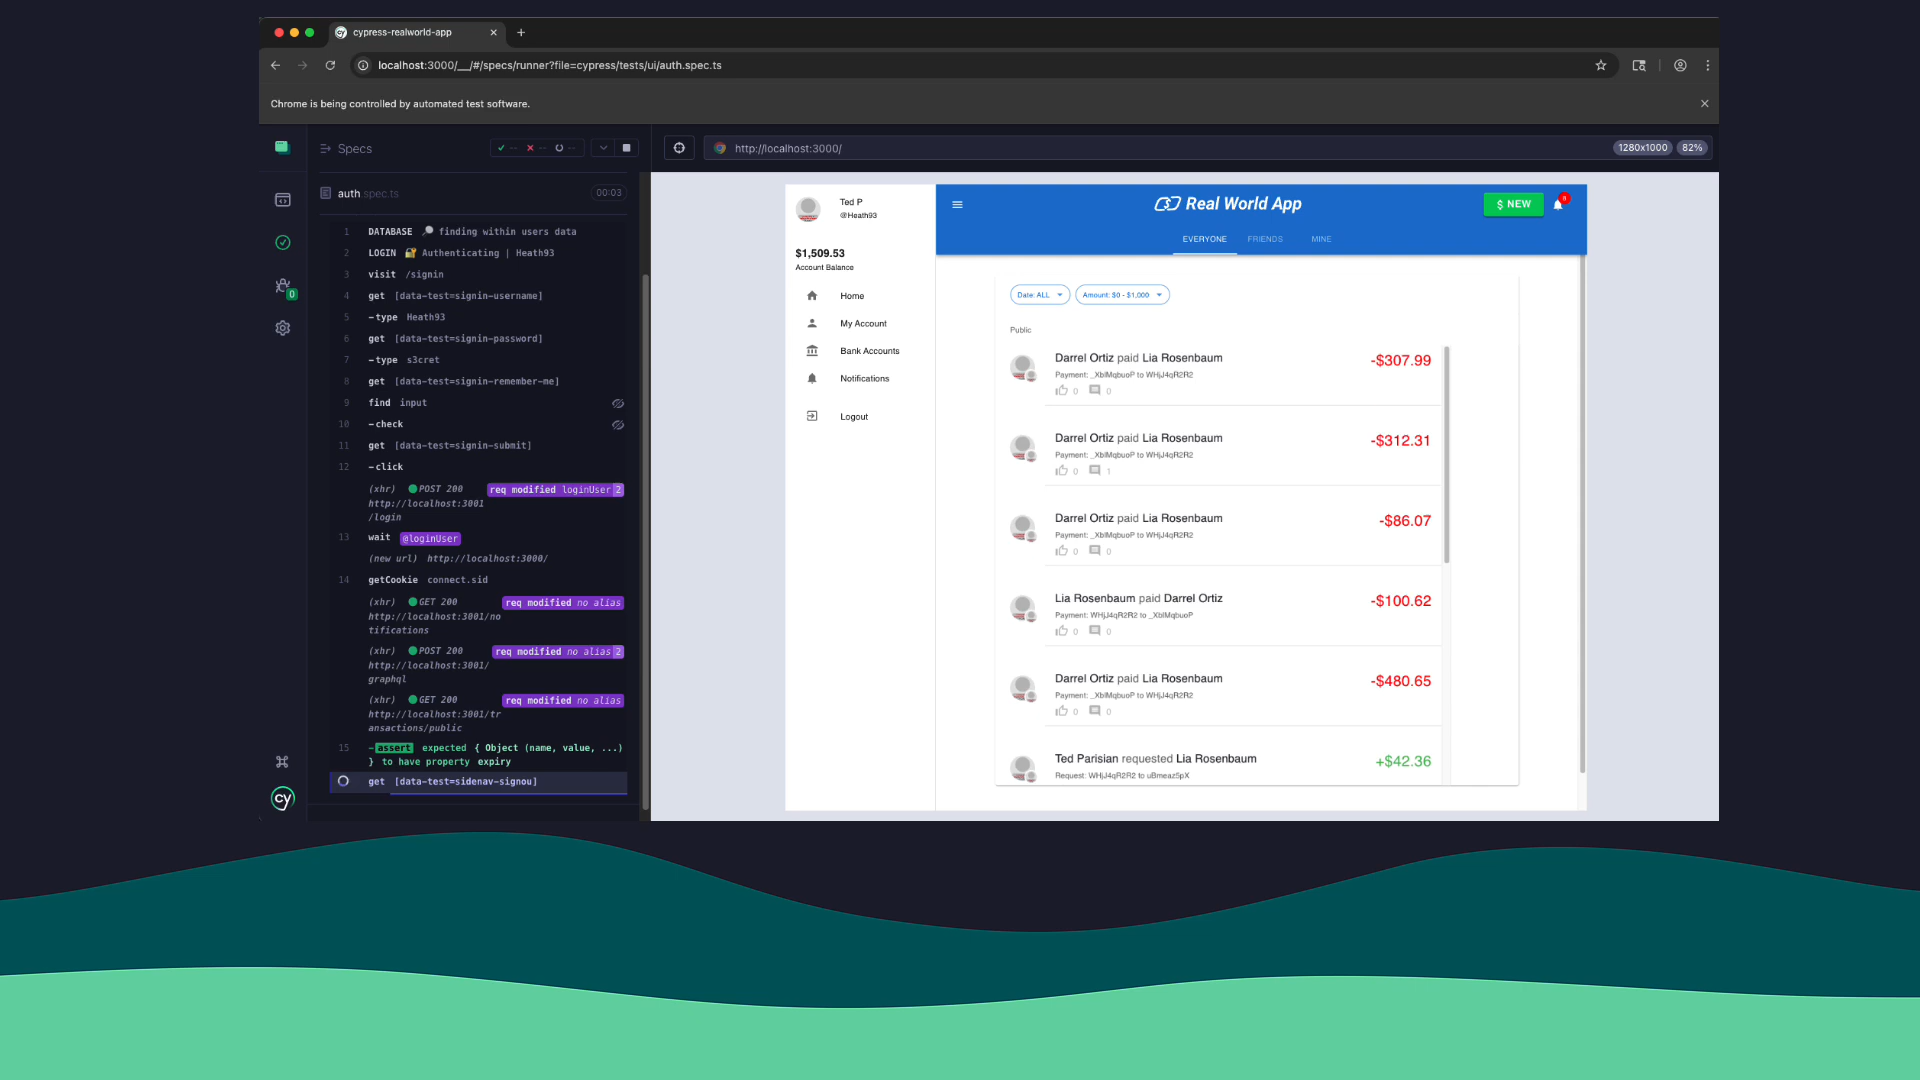 cypress-realworld-app
localhost:3000/__/#/specs/runner?file=cypress/tests/ui/auth.spec.ts
Chrome is being controlled by automated test software.
Specs
-- -- --
auth.spec.ts
00:03
1 DATABASE finding within users data
2 LOGIN Authenticating | Heath93
3 visit /signin
4 get [data-test=signin-username]
5 -type Heath93
6 get [data-test=signin-password]
7 -type s3cret
8 get [data-test=signin-remember-me]
9 find input
10 -check
11 get [data-test=signin-submit]
12 -click
(xhr) POST 200 req modified loginUser 2
http://localhost:3001
/login
13 wait @loginUser
(new url) http://localhost:3000/
14 getCookie connect.sid
(xhr) GET 200 req modified no alias
http://localhost:3001/no
tifications
(xhr) POST 200 req modified no alias 2
http://localhost:3001/
graphql
(xhr) GET 200 req modified no alias
http://localhost:3001/tr
ansactions/public
15 -assert expected { Object (name, value, ...)
} to have property expiry
get [data-test=sidenav-signou]
0
cy
http://localhost:3000/
1280x1000
82%
Ted P
@Heath93
$1,509.53
Account Balance
Home
My Account
Bank Accounts
Notifications
Logout
Real World App
$ NEW
8
EVERYONE FRIENDS MINE
Date: ALL
Amount: $0 - $1,000
Public
Darrel Ortiz paid Lia Rosenbaum -$307.99
Payment: _XblMqbuoP to WHjJ4qR2R2
0 0
Darrel Ortiz paid Lia Rosenbaum -$312.31
Payment: _XblMqbuoP to WHjJ4qR2R2
0 1
Darrel Ortiz paid Lia Rosenbaum -$86.07
Payment: _XblMqbuoP to WHjJ4qR2R2
0 0
Lia Rosenbaum paid Darrel Ortiz -$100.62
Payment: WHjJ4qR2R2 to _XblMqbuoP
0 0
Darrel Ortiz paid Lia Rosenbaum -$480.65
Payment: _XblMqbuoP to WHjJ4qR2R2
0 0
Ted Parisian requested Lia Rosenbaum +$42.36
Request: WHjJ4qR2R2 to uBmeaz5pX